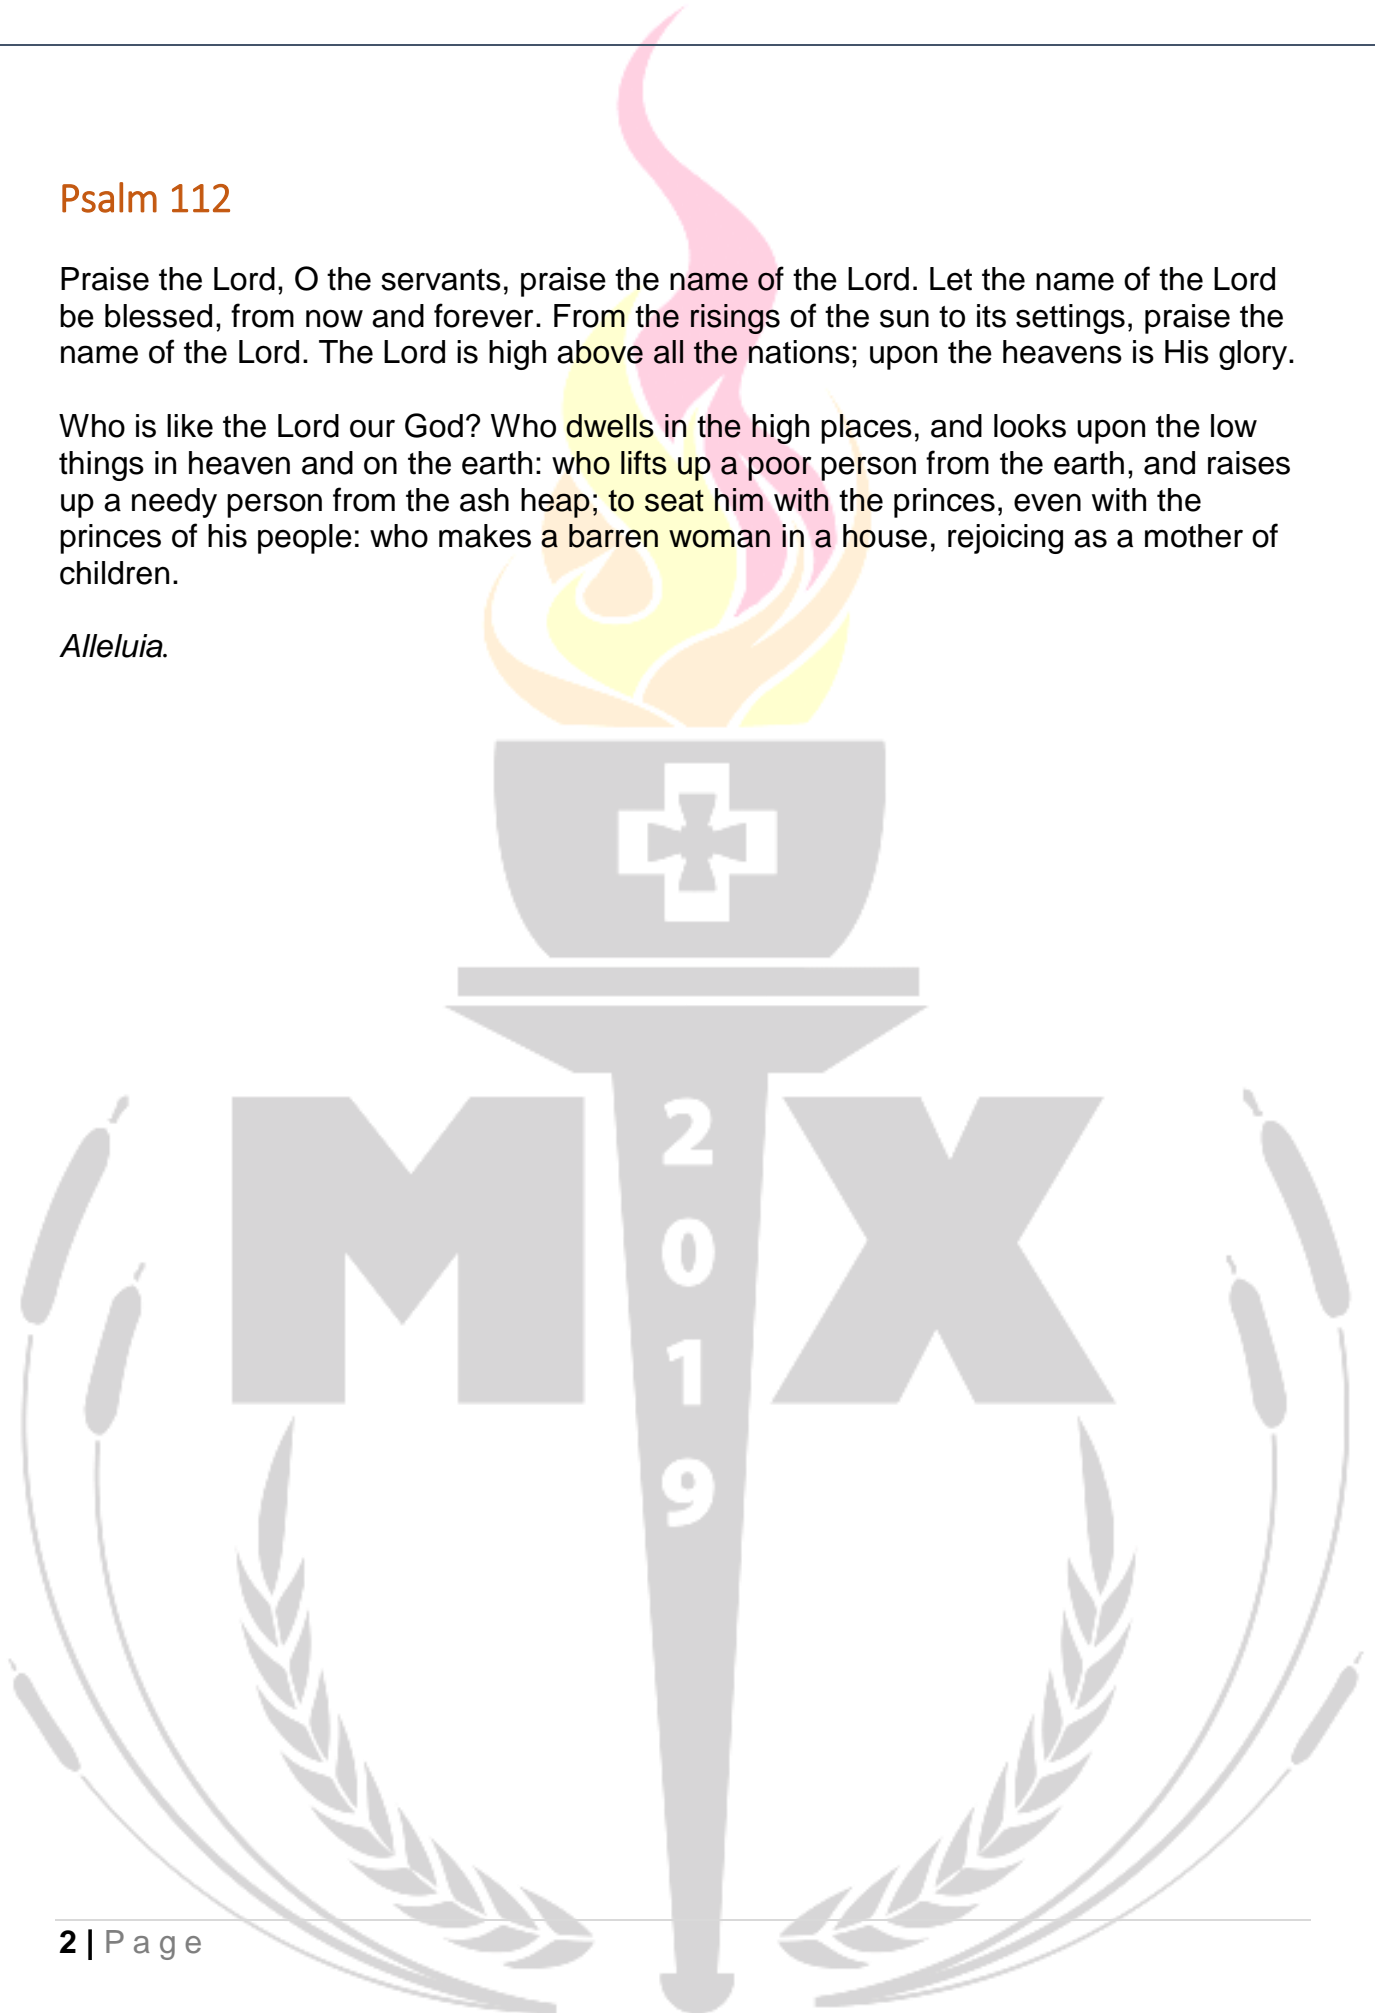 Psalm 112
Praise the Lord, O the servants, praise the name of the Lord. Let the name of the Lord
be blessed, from now and forever. From the risings of the sun to its settings, praise the
name of the Lord. The Lord is high above all the nations; upon the heavens is His glory.
Who is like the Lord our God? Who dwells in the high places, and looks upon the low
things in heaven and on the earth: who lifts up a poor person from the earth, and raises
up a needy person from the ash heap; to seat him with the princes, even with the
princes of his people: who makes a barren woman in a house, rejoicing as a mother of
children.
Alleluia.
M X
2
0
1
9
2 | Page